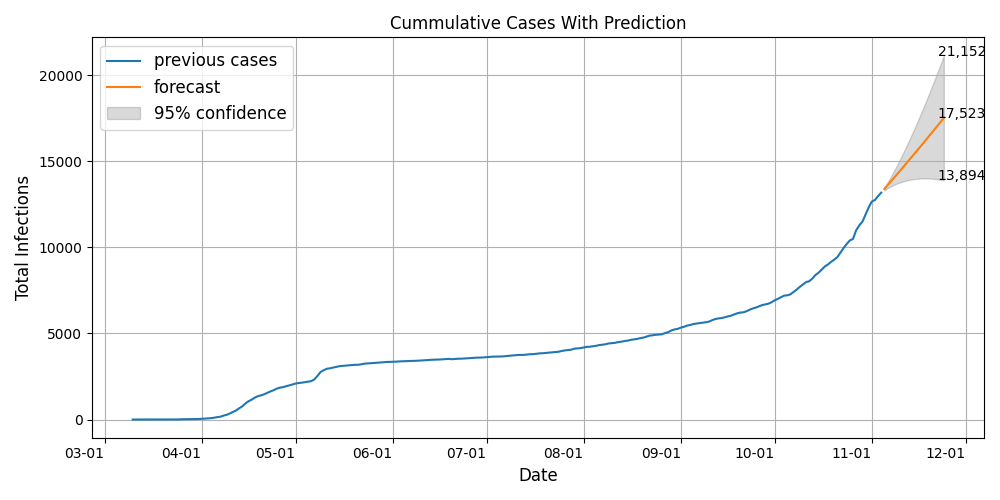 Cummulative Cases With Prediction
previous cases
forecast
95% confidence
21,152
17,523
13,894
Total Infections
20000
15000
10000
5000
0
03-01 04-01 05-01 06-01 07-01 08-01 09-01 10-01 11-01 12-01
Date